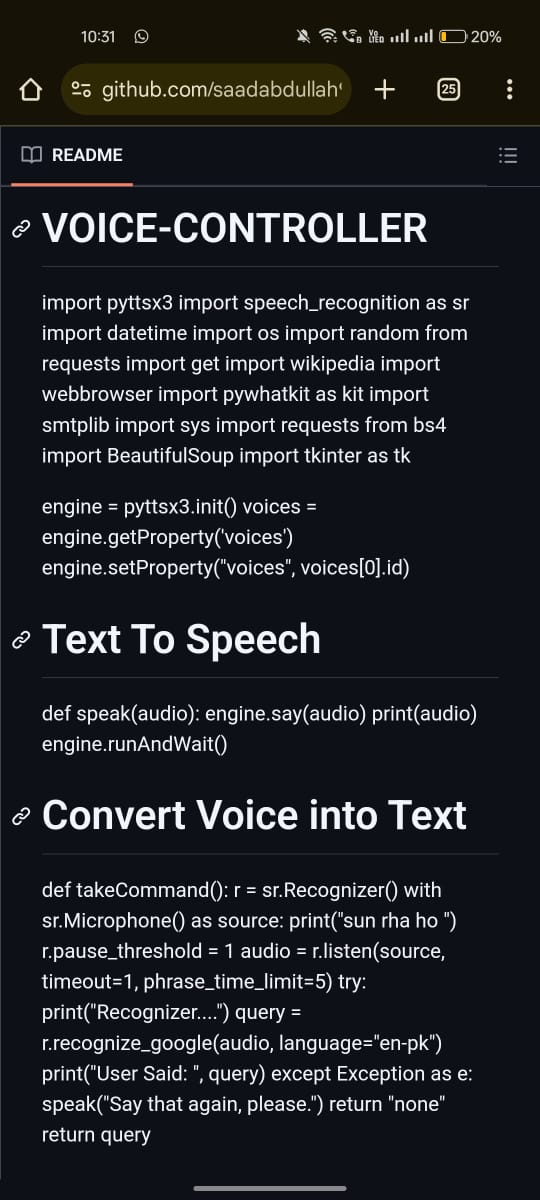 10:31
Vo LTED
20%
github.com/saadabdullah
25
README
VOICE-CONTROLLER
import pyttsx3 import speech_recognition as sr
import datetime import os import random from
requests import get import wikipedia import
webbrowser import pywhatkit as kit import
smtplib import sys import requests from bs4
import BeautifulSoup import tkinter as tk
engine = pyttsx3.init() voices =
engine.getProperty('voices')
engine.setProperty("voices", voices[0].id)
Text To Speech
def speak(audio): engine.say(audio) print(audio)
engine.runAndWait()
Convert Voice into Text
def takeCommand(): r = sr.Recognizer() with
sr.Microphone() as source: print("sun rha ho ")
r.pause_threshold = 1 audio = r.listen(source,
timeout=1, phrase_time_limit=5) try:
print("Recognizer....") query =
r.recognize_google(audio, language="en-pk")
print("User Said: ", query) except Exception as e:
speak("Say that again, please.") return "none"
return query